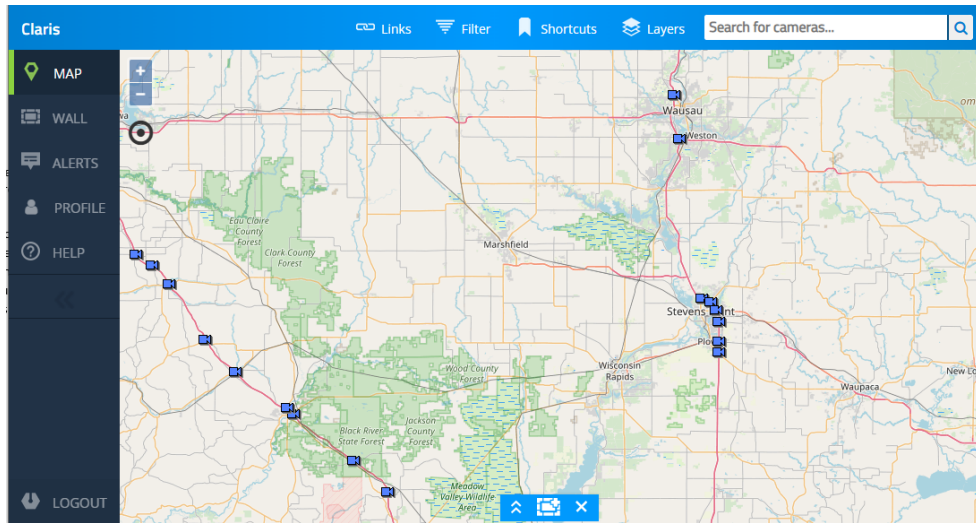 Claris
Links
Filter
Shortcuts
Layers
Search for cameras...
MAP
WALL
ALERTS
PROFILE
HELP
LOGOUT
Wausau
Weston
Eau Claire
County
Forest
Clark County
Forest
Marshfield
Stevens Point
Wisconsin
Rapids
Wood County
Forest
Waupaca
New Lo
Jackson
County
Forest
Black River
State Forest
Meadow
Valley Wildlife
Area